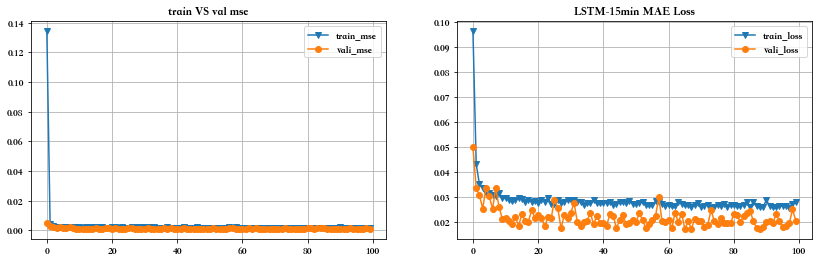 train VS val mse
0.14
0.12
0.10
0.08
0.06
0.04
0.02
0.00
0 20 40 60 80 100
train_mse
vali_mse
LSTM-15min MAE Loss
0.10
0.09
0.08
0.07
0.06
0.05
0.04
0.03
0.02
0 20 40 60 80 100
train_loss
vali_loss